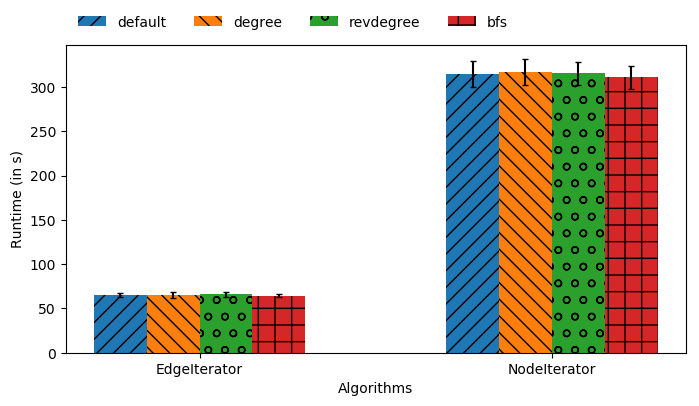 default degree revdegree bfs
300
250
200
150
100
50
0
Runtime (in s)
EdgeIterator NodeIterator
Algorithms